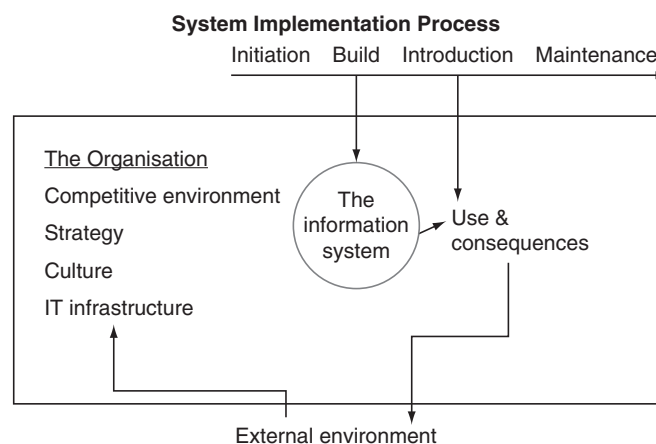 System Implementation Process
Initiation Build Introduction Maintenance
The Organisation
Competitive environment
Strategy
Culture
IT infrastructure
The
information
system
Use &
consequences
External environment